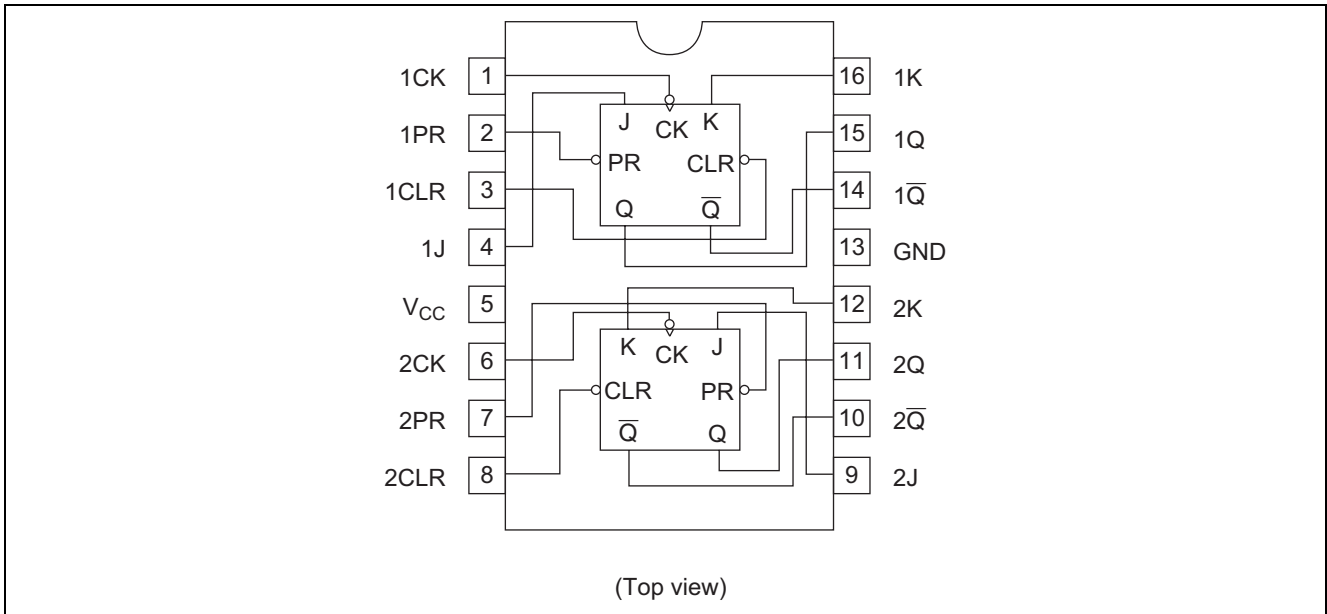 1CK 1 16 1K
J CK K
1PR 2 15 1Q
PR CLR
1CLR 3 14 1Q̅
Q Q̅
1J 4 13 GND
VCC 5 12 2K
K CK J
2CK 6 11 2Q
CLR PR
2PR 7 10 2Q̅
Q̅ Q
2CLR 8 9 2J
(Top view)